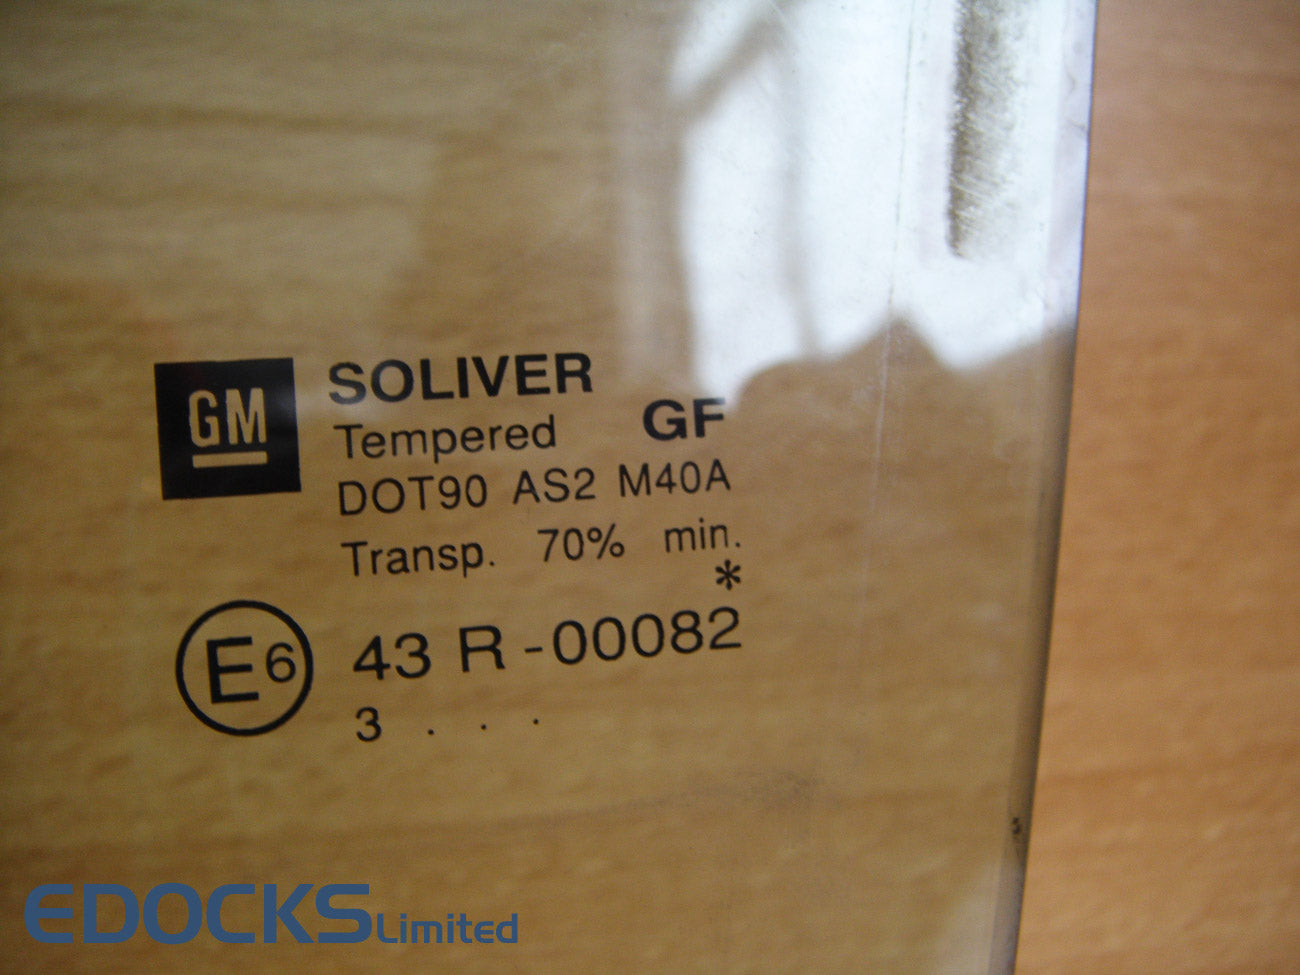 GM
SOLIVER
Tempered GF
DOT90 AS2 M40A
Transp. 70% min.
*
E6 43 R -00082
3 . . .
EDOCKS Limited